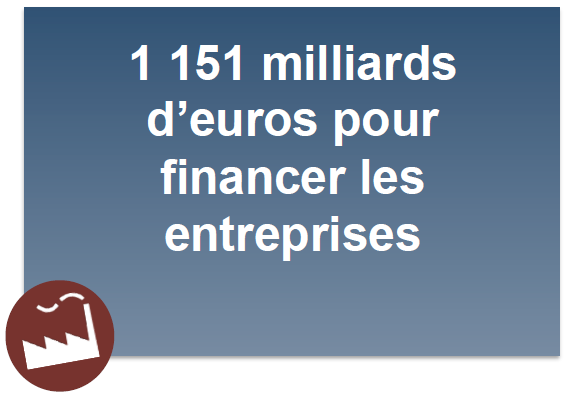 1 151 milliards
d’euros pour
financer les
entreprises